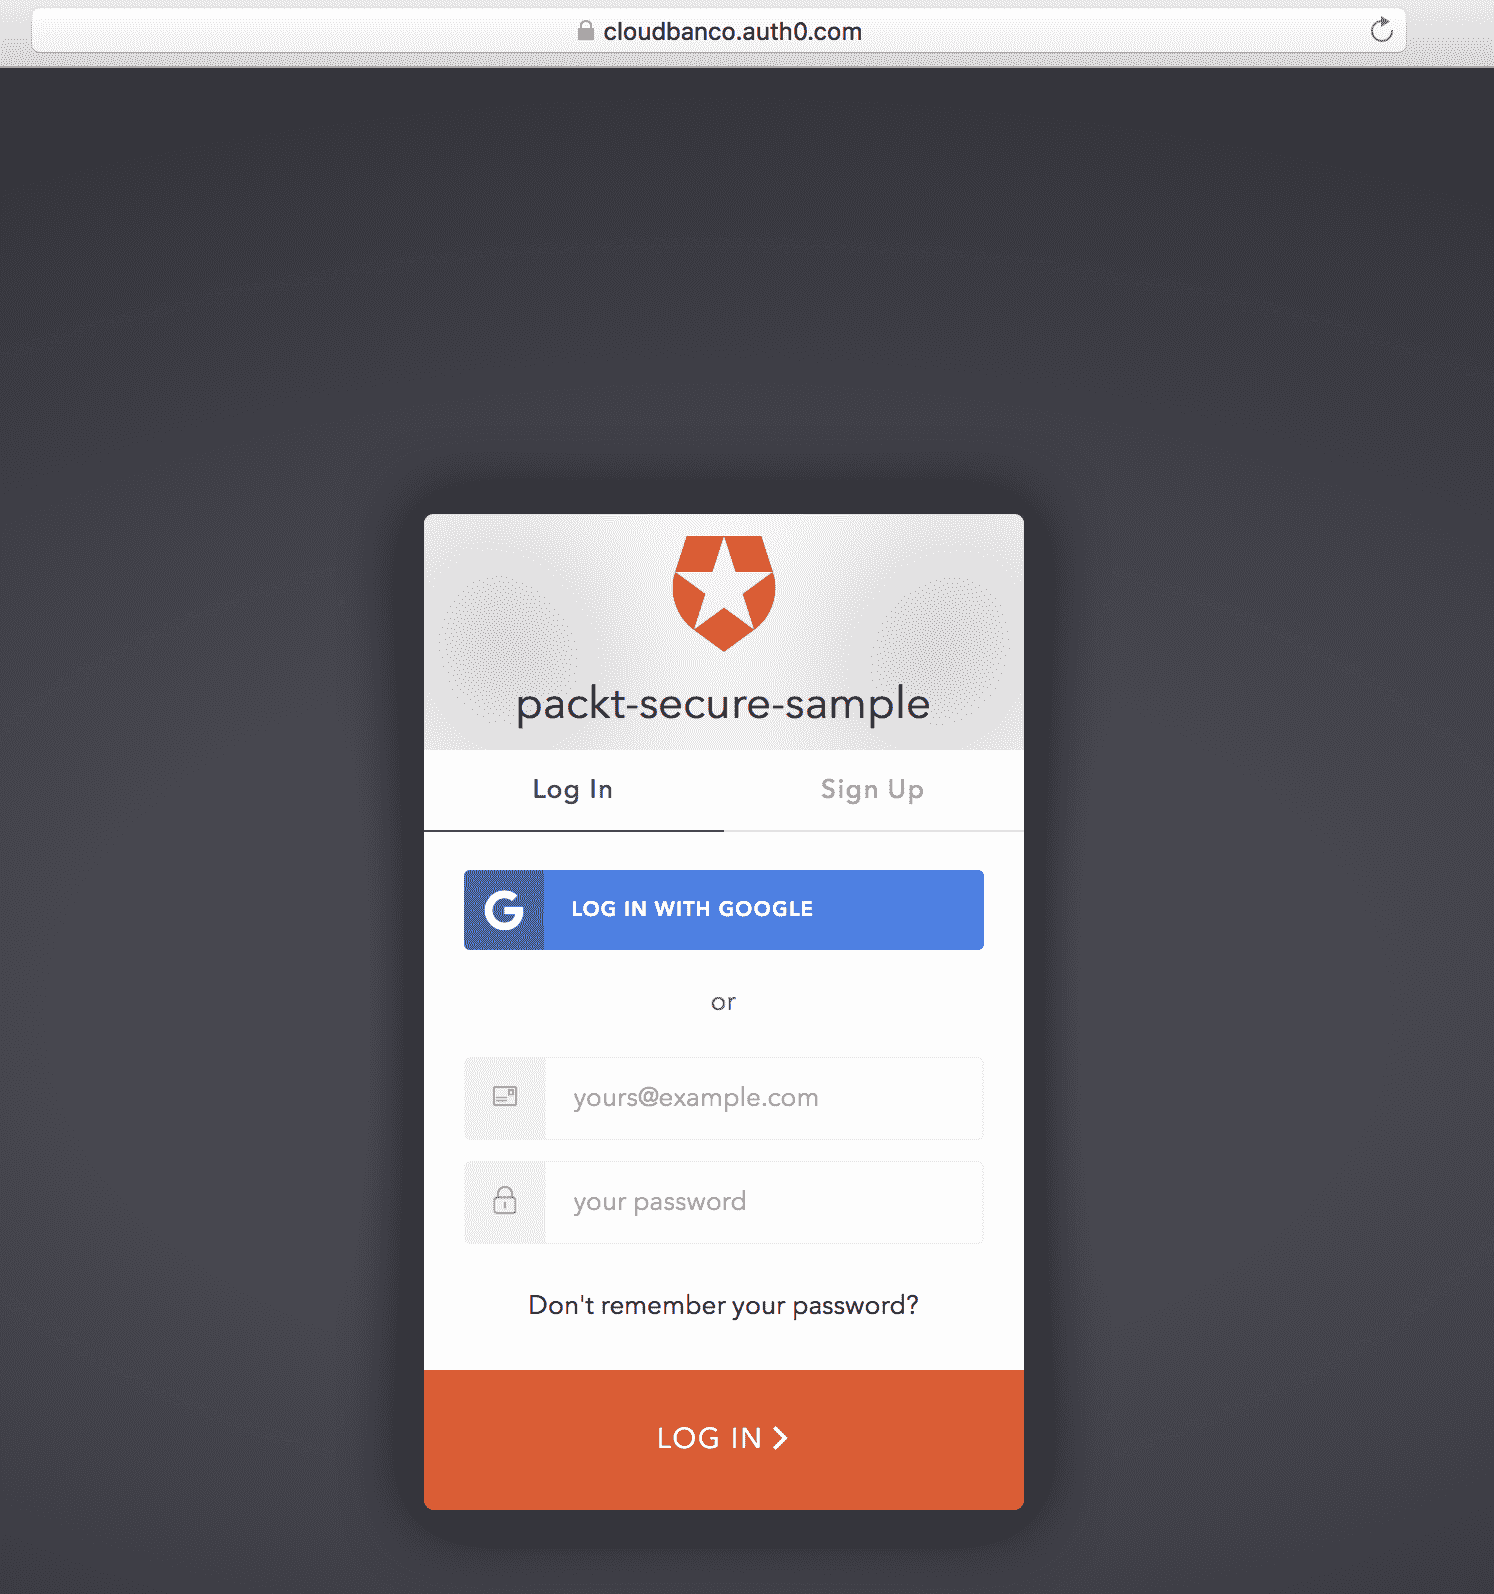 cloudbanco.auth0.com
packt-secure-sample
Log In
Sign Up
G
LOG IN WITH GOOGLE
or
yours@example.com
your password
Don't remember your password?
LOG IN